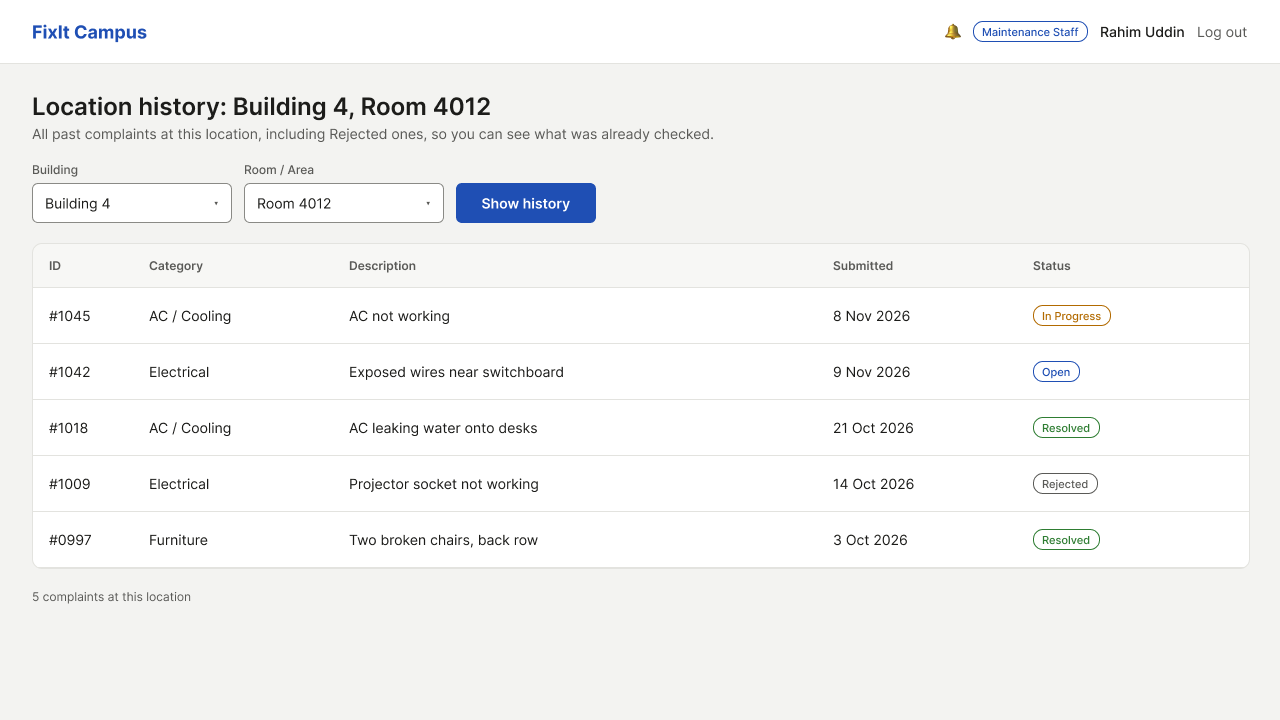 FixIt Campus
Maintenance Staff Rahim Uddin Log out
Location history: Building 4, Room 4012
All past complaints at this location, including Rejected ones, so you can see what was already checked.
Building Room / Area
Building 4 Room 4012 Show history
ID Category Description Submitted Status
#1045 AC / Cooling AC not working 8 Nov 2026 In Progress
#1042 Electrical Exposed wires near switchboard 9 Nov 2026 Open
#1018 AC / Cooling AC leaking water onto desks 21 Oct 2026 Resolved
#1009 Electrical Projector socket not working 14 Oct 2026 Rejected
#0997 Furniture Two broken chairs, back row 3 Oct 2026 Resolved
5 complaints at this location